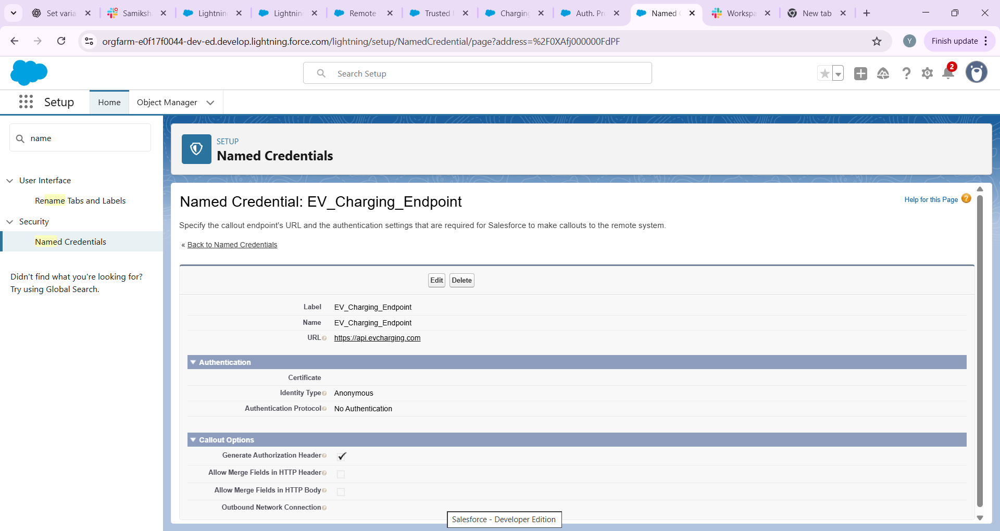 Set varia
Samiksh
Lightnin
Lightnin
Remote
Trusted
Charging
Auth. Pr
Named
Workspa
New tab
orgfarm-e0f17f0044-dev-ed.develop.lightning.force.com/lightning/setup/NamedCredential/page?address=%2F0XAfj000000FdPF
Y
Finish update
Search Setup
2
Setup
Home
Object Manager
name
User Interface
Rename Tabs and Labels
Security
Named Credentials
Didn't find what you're looking for?
Try using Global Search.
SETUP
Named Credentials
Named Credential: EV_Charging_Endpoint
Help for this Page
Specify the callout endpoint's URL and the authentication settings that are required for Salesforce to make callouts to the remote system.
« Back to Named Credentials
Edit Delete
Label EV_Charging_Endpoint
Name EV_Charging_Endpoint
URL https://api.evcharging.com
Authentication
Certificate
Identity Type Anonymous
Authentication Protocol No Authentication
Callout Options
Generate Authorization Header
Allow Merge Fields in HTTP Header
Allow Merge Fields in HTTP Body
Outbound Network Connection
Salesforce - Developer Edition